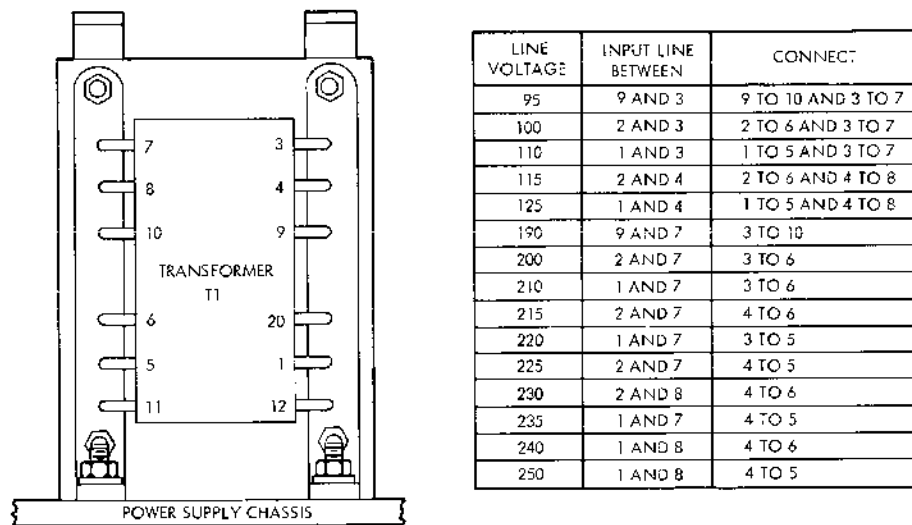 7 3
8 4
10 9
TRANSFORMER
T1
6 20
5 1
11 12
POWER SUPPLY CHASSIS
LINE VOLTAGE INPUT LINE BETWEEN CONNECT
95 9 AND 3 9 TO 10 AND 3 TO 7
100 2 AND 3 2 TO 6 AND 3 TO 7
110 1 AND 3 1 TO 5 AND 3 TO 7
115 2 AND 4 2 TO 6 AND 4 TO 8
125 1 AND 4 1 TO 5 AND 4 TO 8
190 9 AND 7 3 TO 10
200 2 AND 7 3 TO 6
210 1 AND 7 3 TO 6
215 2 AND 7 4 TO 6
220 1 AND 7 3 TO 5
225 2 AND 7 4 TO 5
230 2 AND 8 4 TO 6
235 1 AND 7 4 TO 5
240 1 AND 8 4 TO 6
250 1 AND 8 4 TO 5